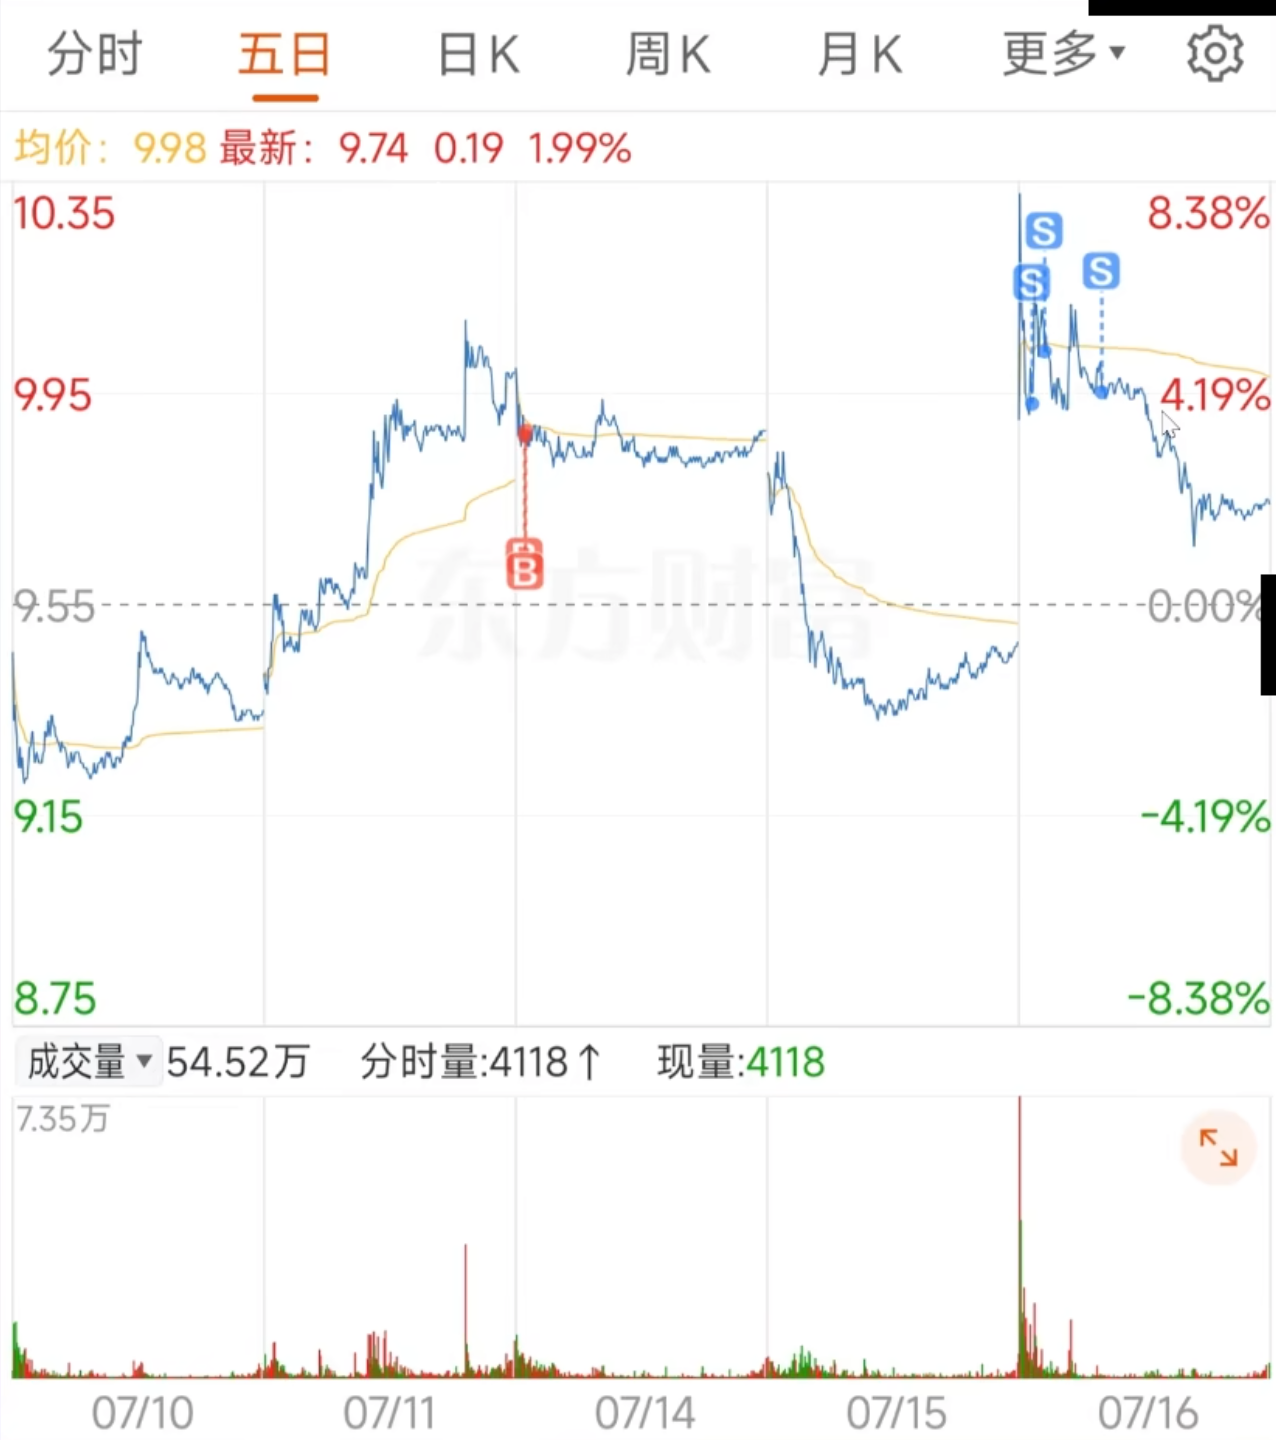 分时 五日 日K 周K 月K 更多▼
均价: 9.98 最新: 9.74 0.19 1.99%
10.35 8.38%
S
S S
9.95 4.19%
东方财富
B
B
9.55 0.00%
9.15 -4.19%
8.75 -8.38%
成交量▼ 54.52万 分时量:4118↑ 现量:4118
7.35万
07/10 07/11 07/14 07/15 07/16